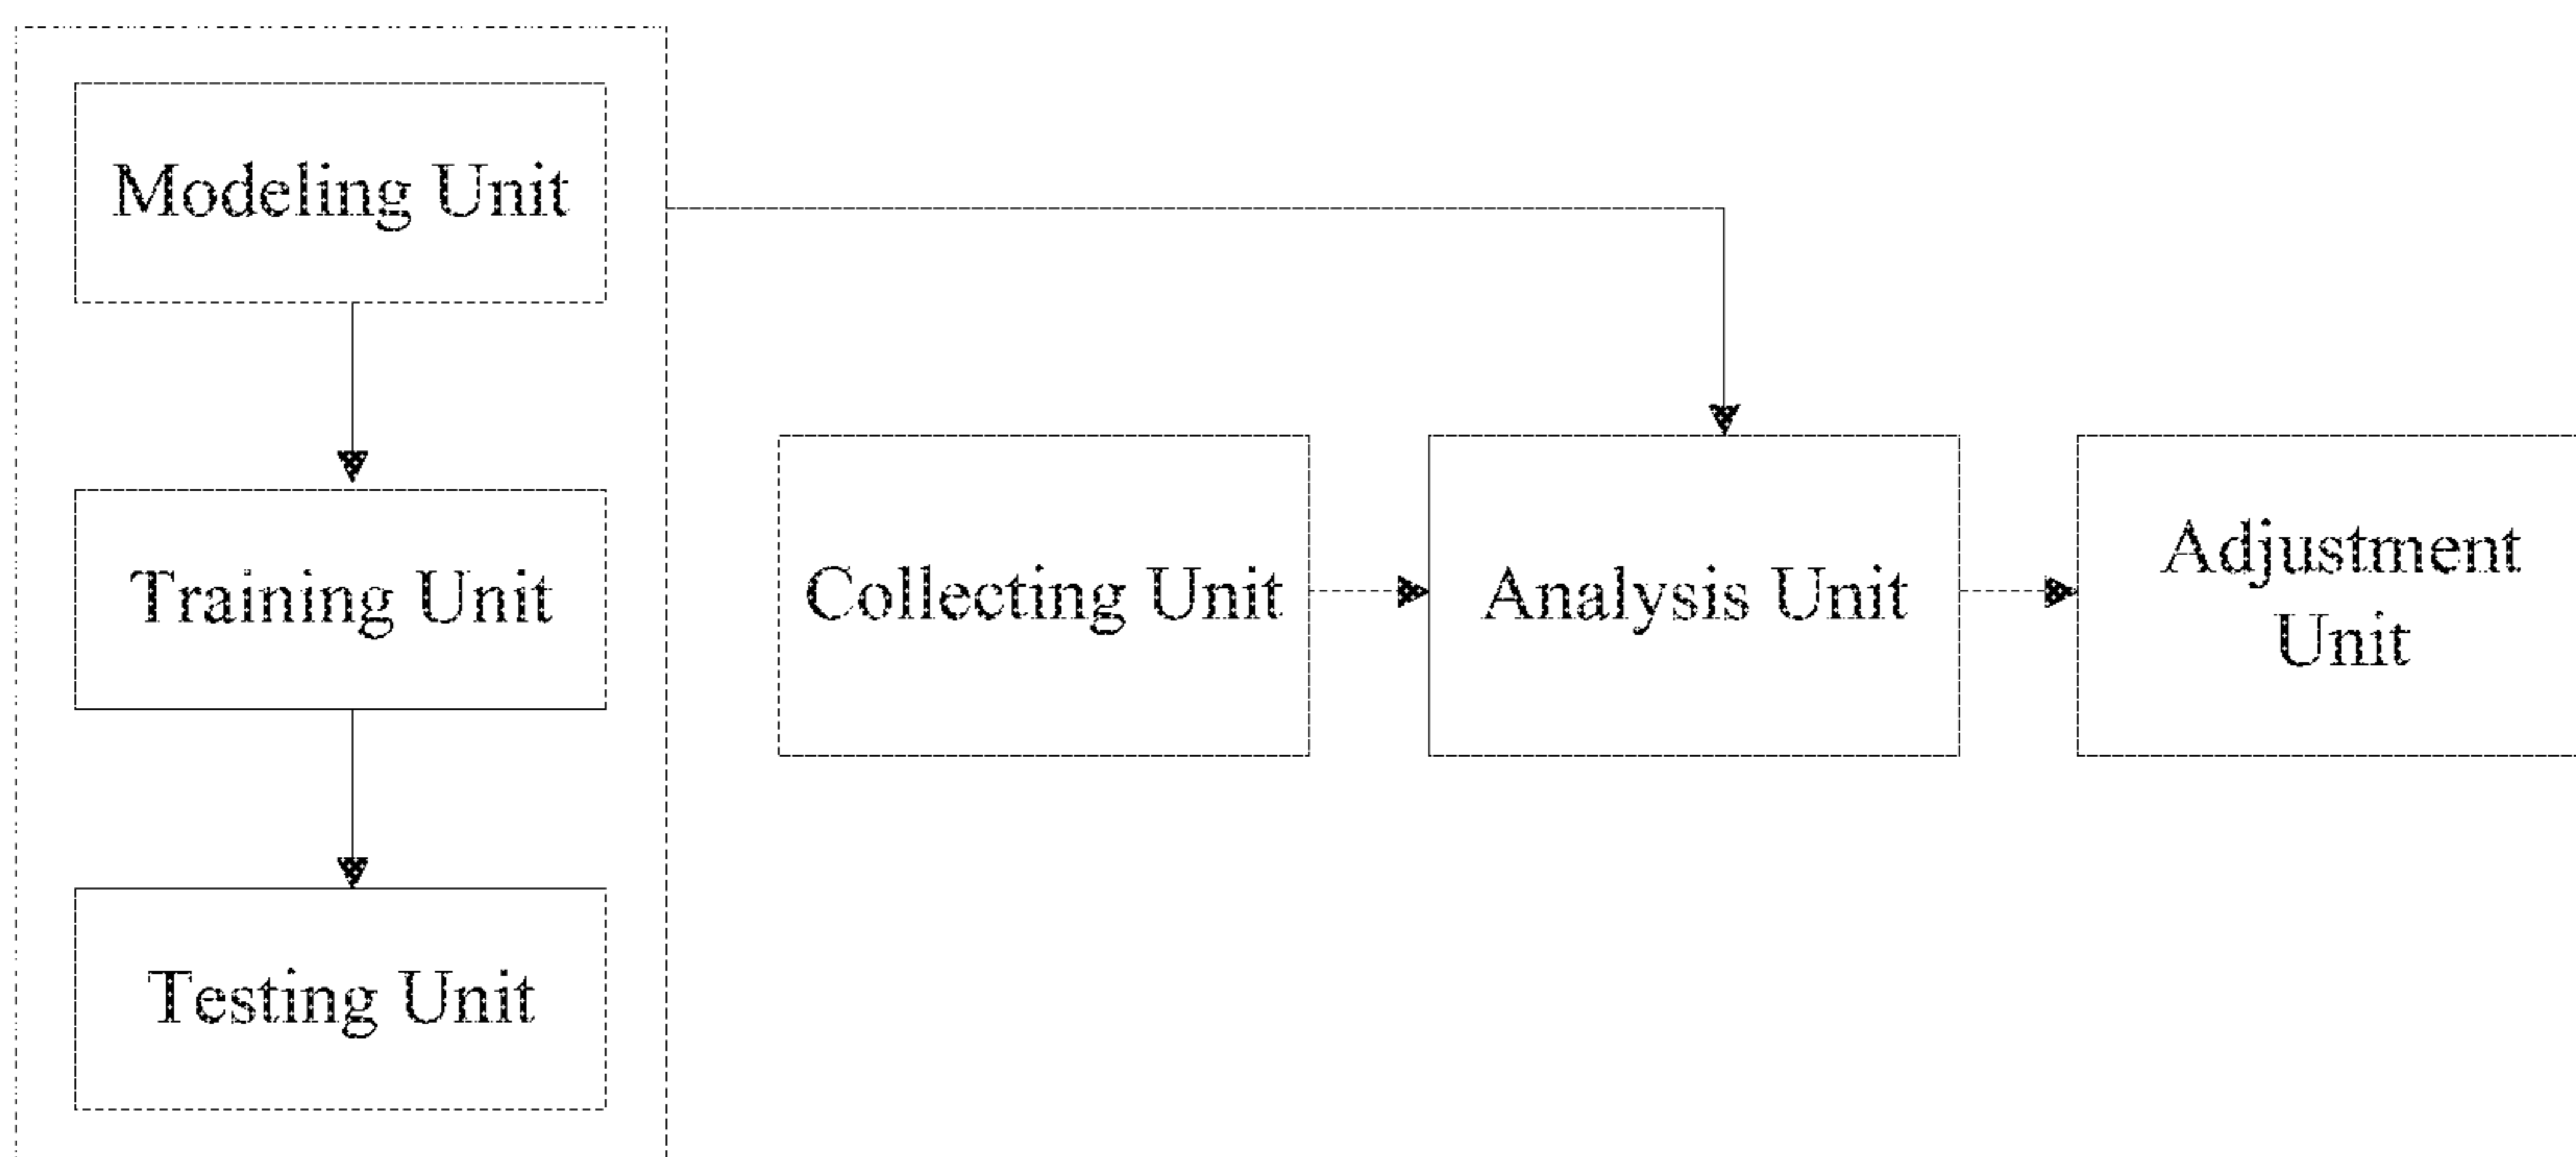 Modeling Unit
Training Unit
Testing Unit
Collecting Unit
Analysis Unit
Adjustment
Unit